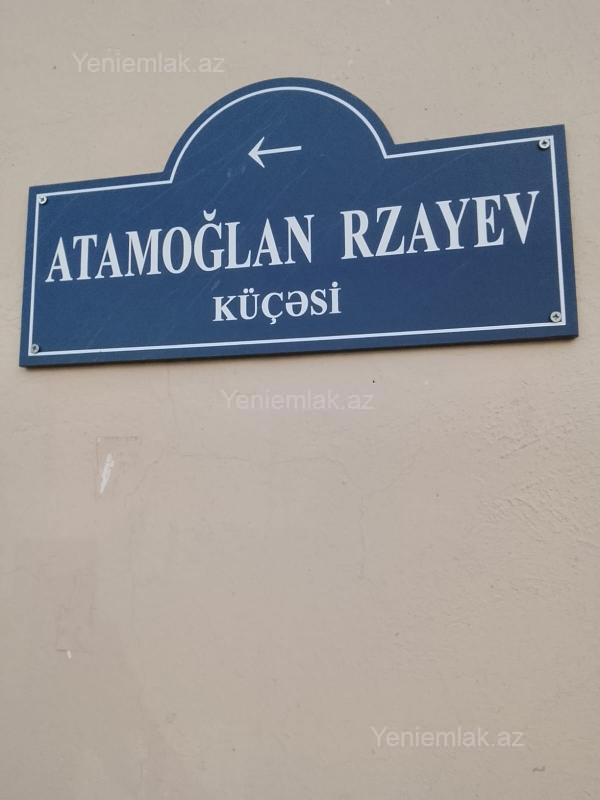 Yeniemlak.az
ATAMOĞLAN RZAYEV
KÜÇƏSİ
Yeniemlak.az
Yeniemlak.az